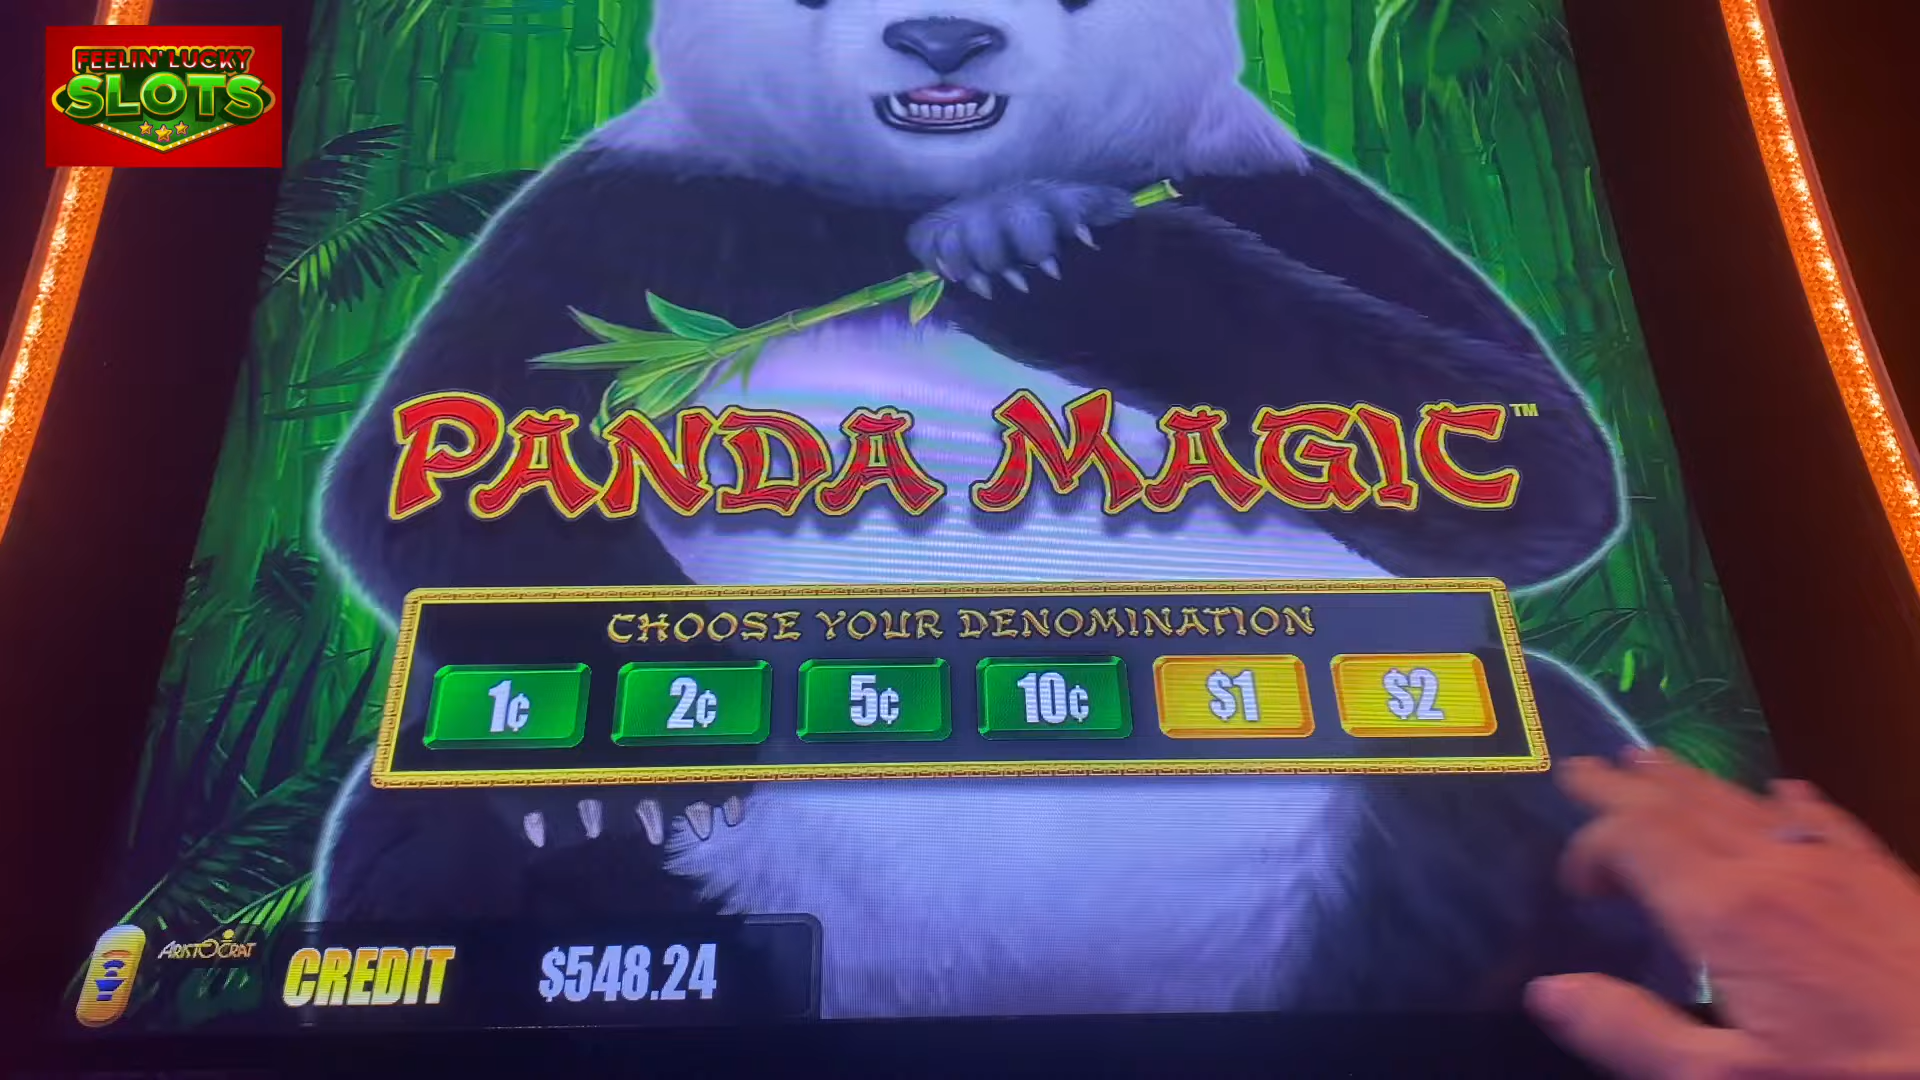 FEELIN' LUCKY
SLOTS
PANDA MAGIC™
CHOOSE YOUR DENOMINATION
1¢ 2¢ 5¢ 10¢ $1 $2
ARISTOCRAT
CREDIT $548.24